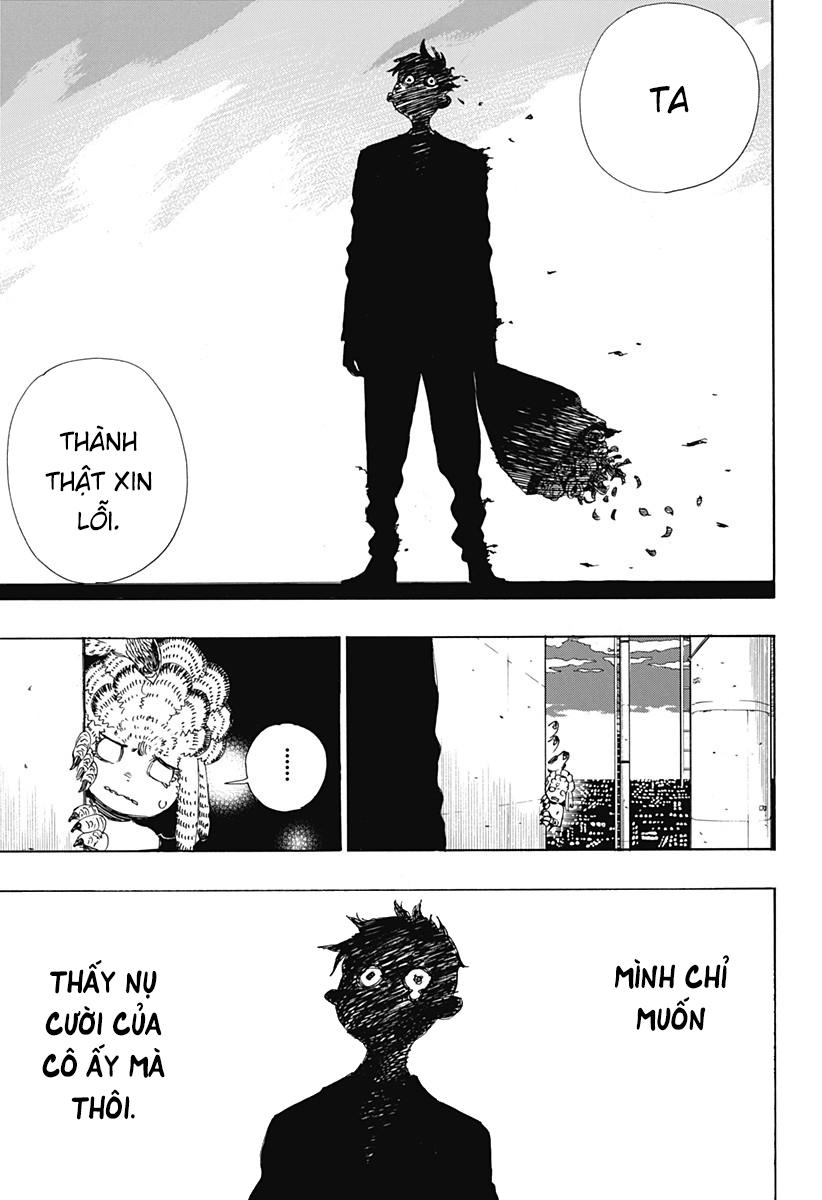 TA
THÀNH
THẬT XIN
LỖI.
......
MÌNH CHỈ
MUỐN
THẤY NỤ
CƯỜI CỦA
CÔ ẤY MÀ
THÔI.